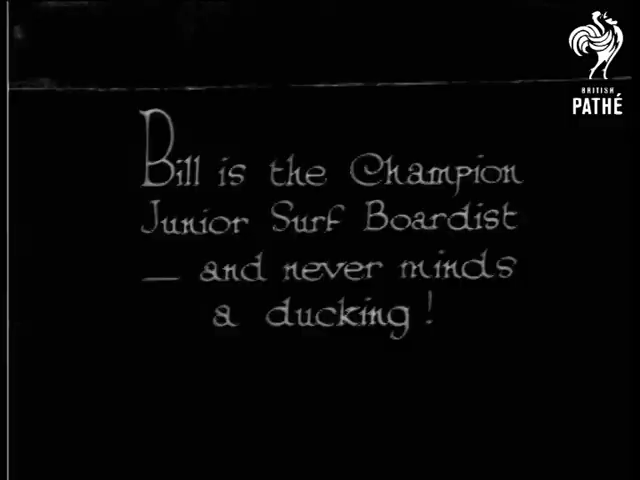 BRITISH
PATHÉ
Bill is the Champion
Junior Surf Boardist
— and never minds
a ducking!